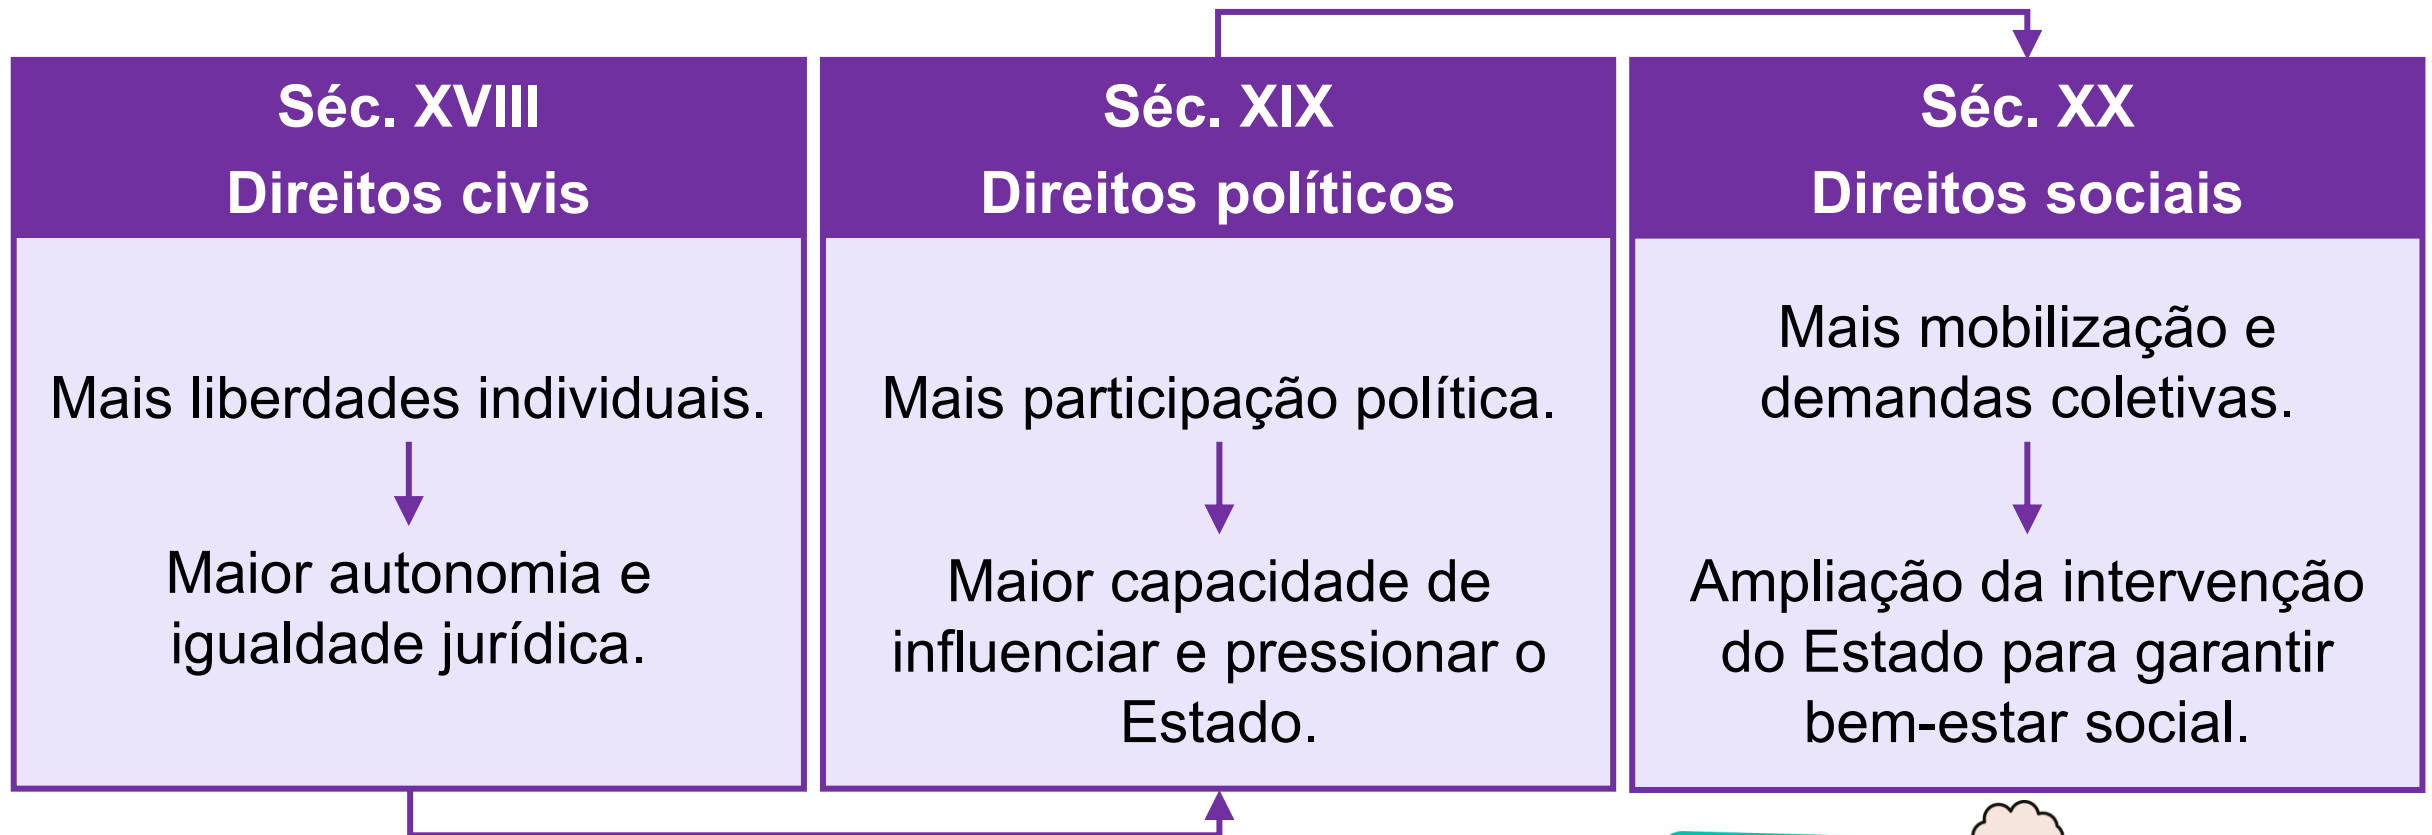 Séc. XVIII
Direitos civis
Mais liberdades individuais.
Maior autonomia e
igualdade jurídica.
Séc. XIX
Direitos políticos
Mais participação política.
Maior capacidade de
influenciar e pressionar o
Estado.
Séc. XX
Direitos sociais
Mais mobilização e
demandas coletivas.
Ampliação da intervenção
do Estado para garantir
bem-estar social.